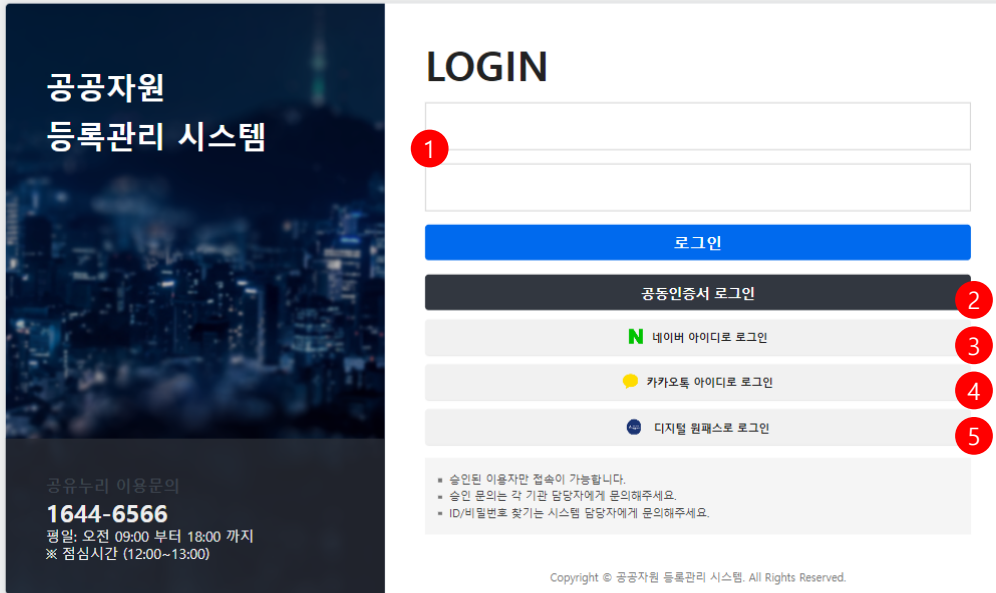 공공자원
등록관리 시스템
공유누리 이용문의
1644-6566
평일: 오전 09:00 부터 18:00 까지
※ 점심시간 (12:00~13:00)
LOGIN
1
로그인
공동인증서 로그인
2
N 네이버 아이디로 로그인
3
카카오톡 아이디로 로그인
4
디지털 원패스로 로그인
5
▪ 승인된 이용자만 접속이 가능합니다.
▪ 승인 문의는 각 기관 담당자에게 문의해주세요.
▪ ID/비밀번호 찾기는 시스템 담당자에게 문의해주세요.
Copyright © 공공자원 등록관리 시스템. All Rights Reserved.